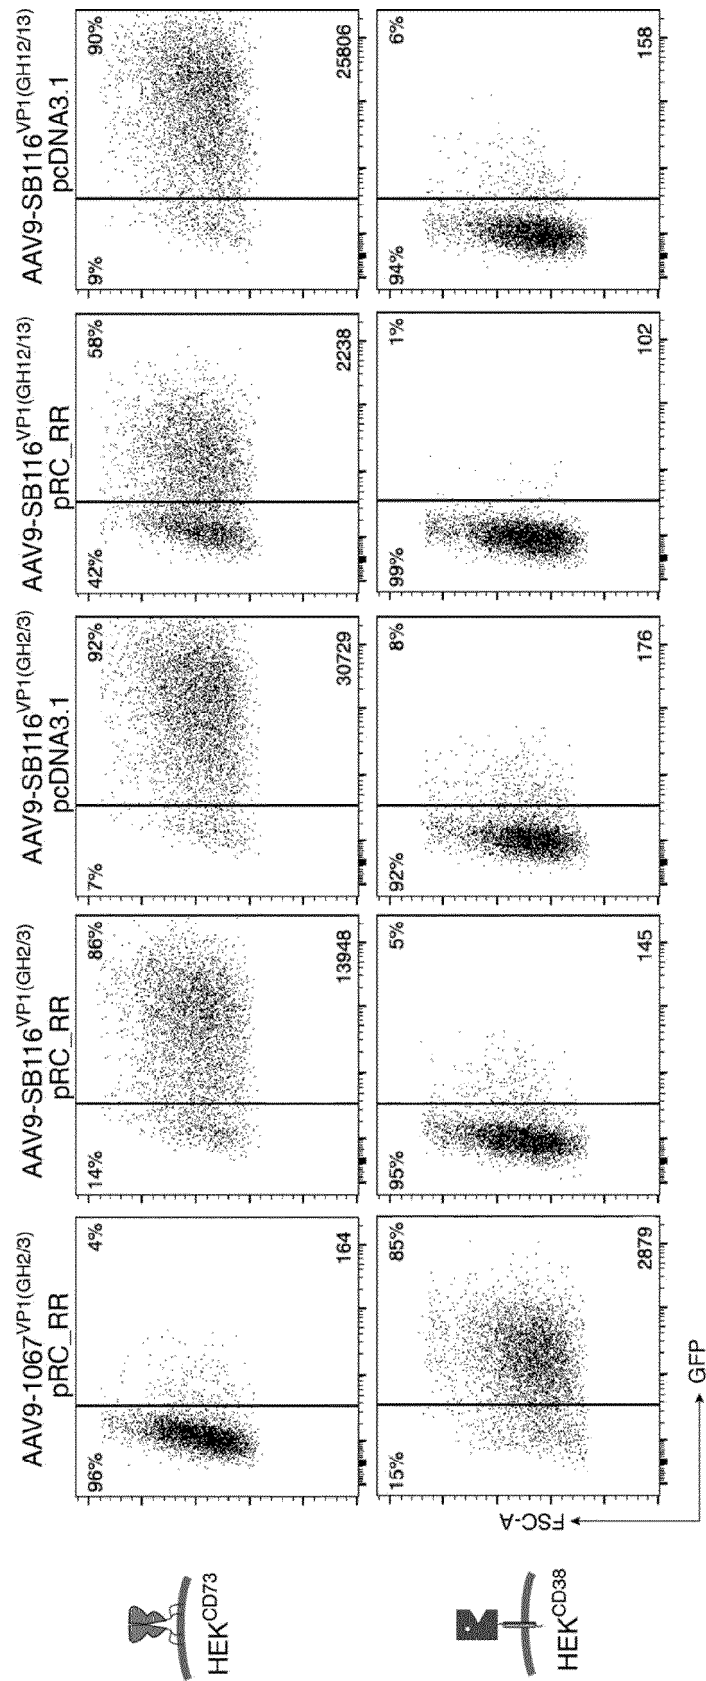 AAV9-1067VP1(GH2/3)
pRC_RR
AAV9-SB116VP1(GH2/3)
pRC_RR
AAV9-SB116VP1(GH2/3)
pcDNA3.1
AAV9-SB116VP1(GH12/13)
pRC_RR
AAV9-SB116VP1(GH12/13)
pcDNA3.1
HEKCD73
96%
4%
164
14%
86%
13948
7%
92%
30729
42%
58%
2238
9%
90%
25806
HEKCD38
15%
85%
2879
95%
5%
145
92%
8%
176
99%
1%
102
94%
6%
158
FSC-A
GFP